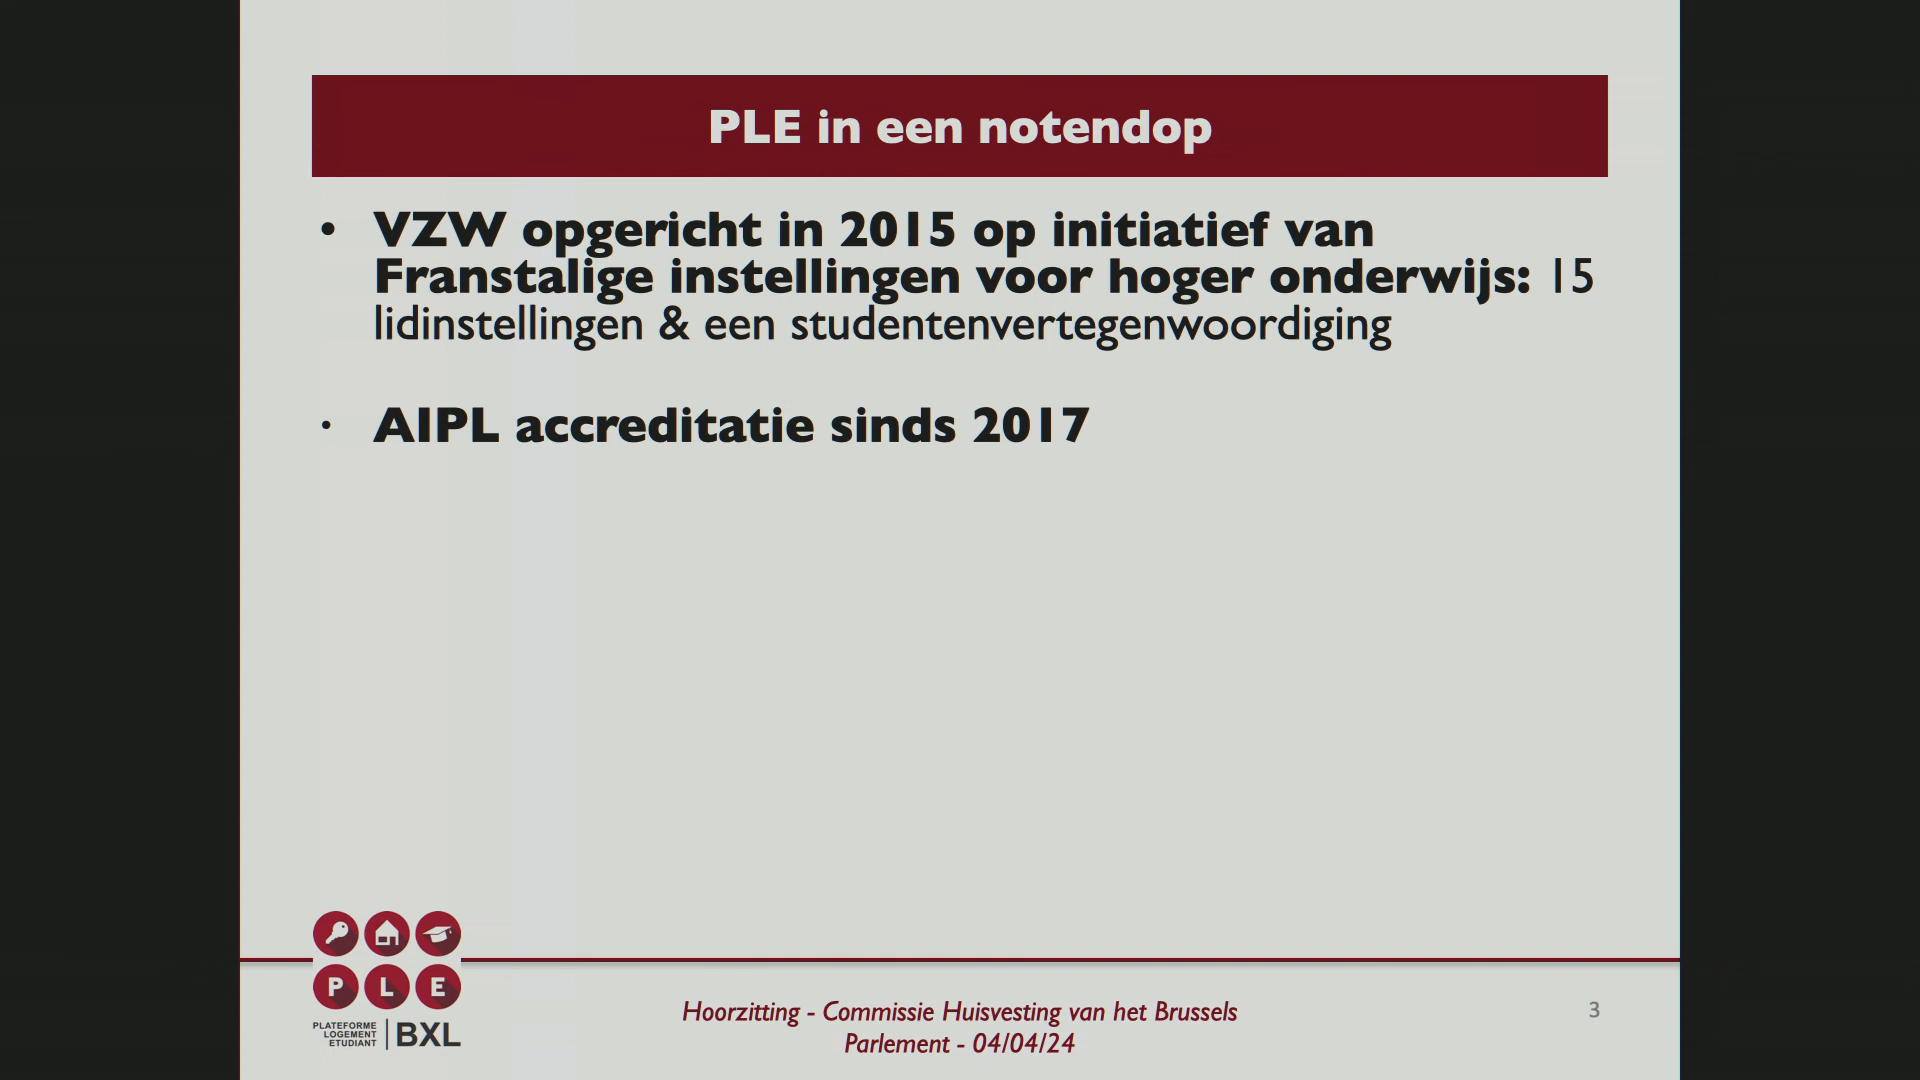 PLE in een notendop
• VZW opgericht in 2015 op initiatief van
Franstalige instellingen voor hoger onderwijs: 15
lidinstellingen & een studentenvertegenwoordiging
• AIPL accreditatie sinds 2017
P L E
PLATEFORME
LOGEMENT
ETUDIANT
BXL
Hoorzitting - Commissie Huisvesting van het Brussels
Parlement - 04/04/24
3